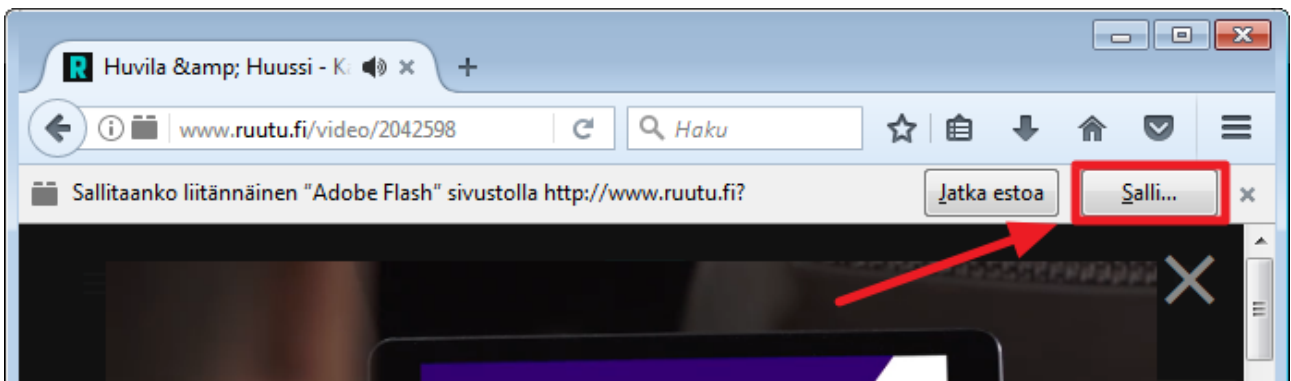 R Huvila &amp; Huussi - Ka
www.ruutu.fi/video/2042598
Haku
Sallitaanko liitännäinen "Adobe Flash" sivustolla http://www.ruutu.fi?
Jatka estoa
Salli...